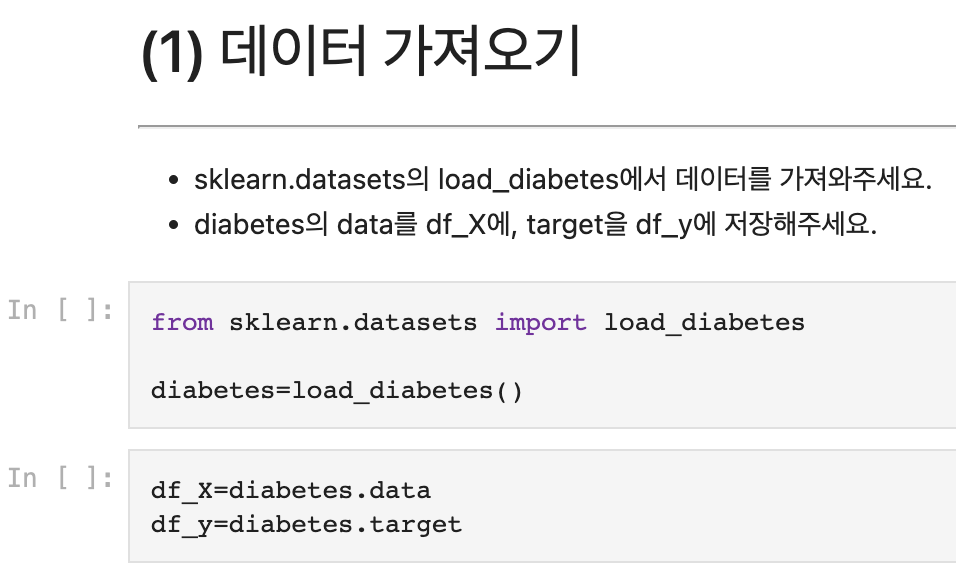 (1) 데이터 가져오기
• sklearn.datasets의 load_diabetes에서 데이터를 가져와주세요.
• diabetes의 data를 df_X에, target을 df_y에 저장해주세요.
In [ ]:
from sklearn.datasets import load_diabetes
diabetes=load_diabetes()
In [ ]:
df_X=diabetes.data
df_y=diabetes.target